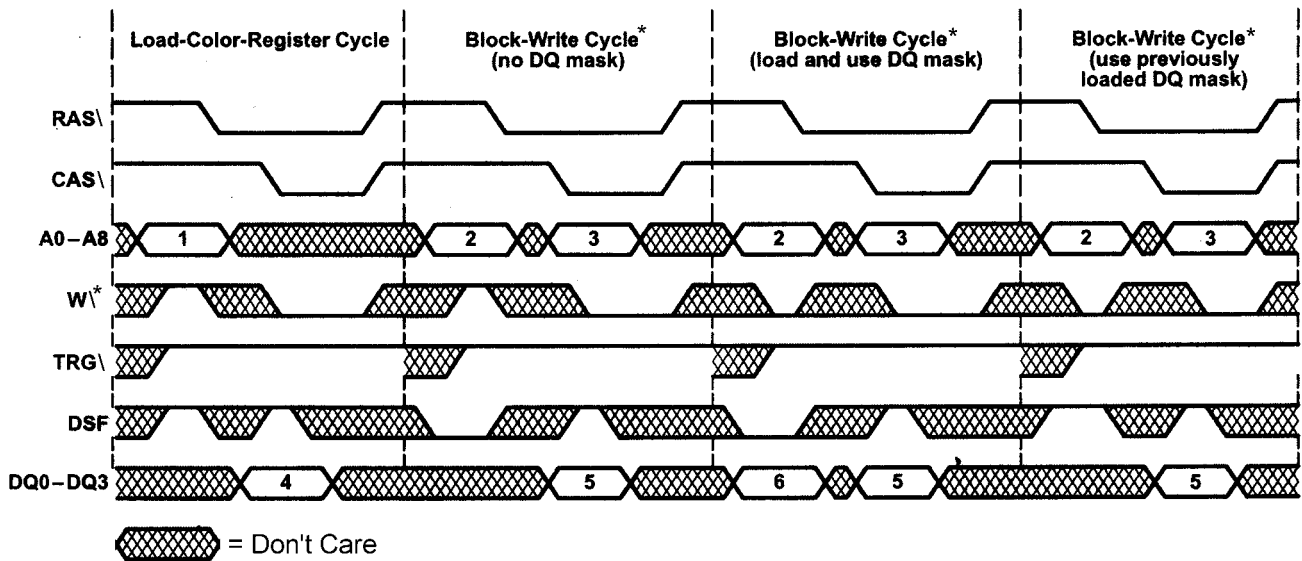 Load-Color-Register Cycle
Block-Write Cycle*
(no DQ mask)
Block-Write Cycle*
(load and use DQ mask)
Block-Write Cycle*
(use previously
loaded DQ mask)
RAS\
CAS\
A0–A8 1 2 3 2 3 2 3
W\*
TRG\
DSF
DQ0–DQ3 4 5 6 5 5
= Don't Care